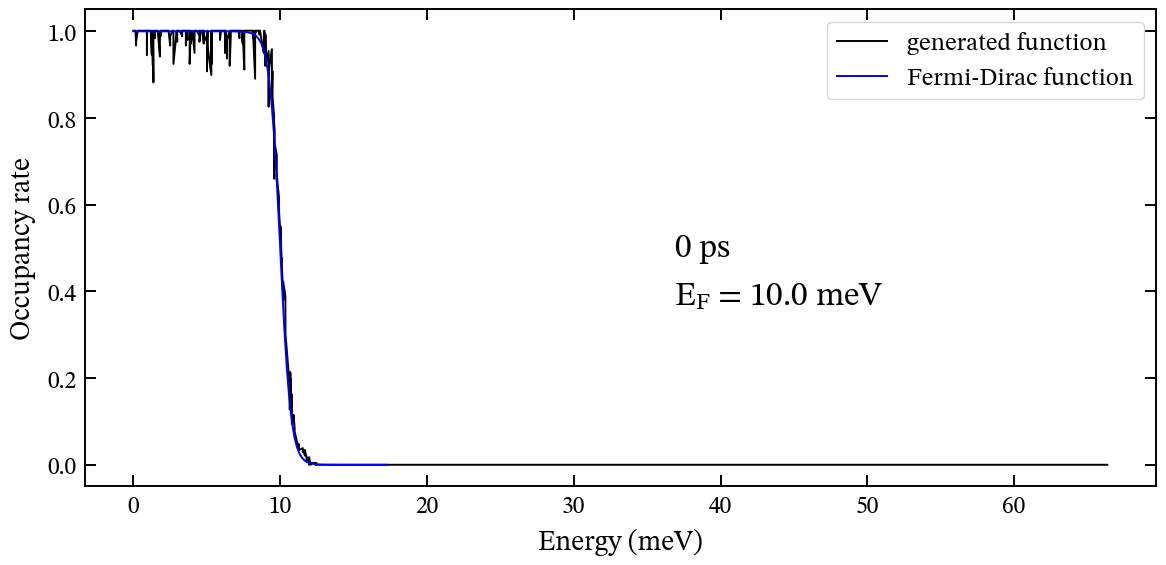 generated function
Fermi-Dirac function
1.0
0.8
0.6
0.4
0.2
0.0
Occupancy rate
0 ps
E_F = 10.0 meV
0 10 20 30 40 50 60
Energy (meV)